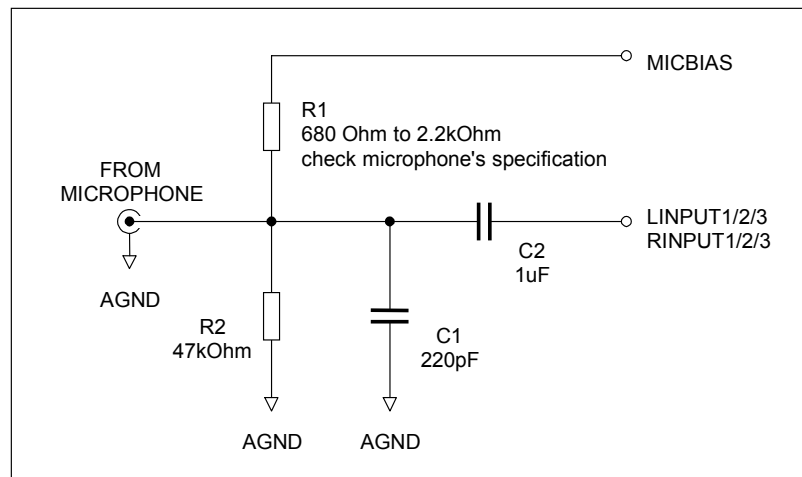 MICBIAS
R1
680 Ohm to 2.2kOhm
check microphone's specification
FROM
MICROPHONE
LINPUT1/2/3
RINPUT1/2/3
C2
1uF
AGND
R2
47kOhm
C1
220pF
AGND
AGND